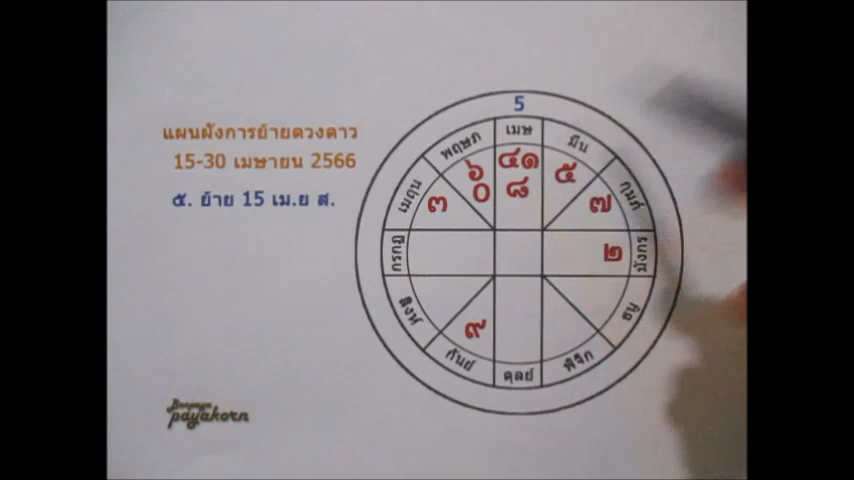 แผนผังการย้ายดวงดาว
15-30 เมษายน 2566
๕. ย้าย 15 เม.ย ส.
5
เมษ
พฤษภ
มีน
เมถุน
กุมภ์
๖
๔๑
๕
๐
๘
๓
๗
กรกฎ
๒
มังกร
สิงห์
ธนู
๙
กันย์
พิจิก
ตุลย์
payakorn